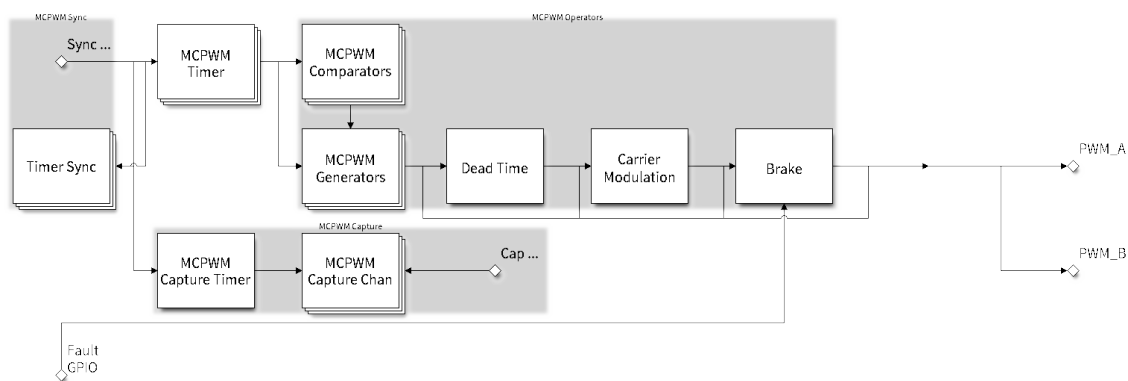 MCPWM Sync
MCPWM Operators
Sync ...
MCPWM
Timer
MCPWM
Comparators
Timer Sync
MCPWM
Generators
Dead Time
Carrier
Modulation
Brake
PWM_A
MCPWM Capture
MCPWM
Capture Timer
MCPWM
Capture Chan
Cap ...
PWM_B
Fault
GPIO